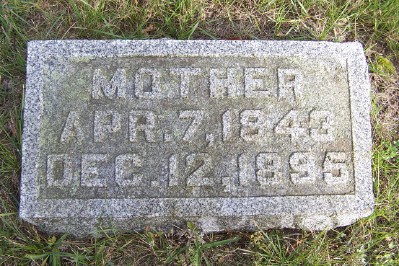 MOTHER
APR. 7, 1843
DEC. 12, 1895